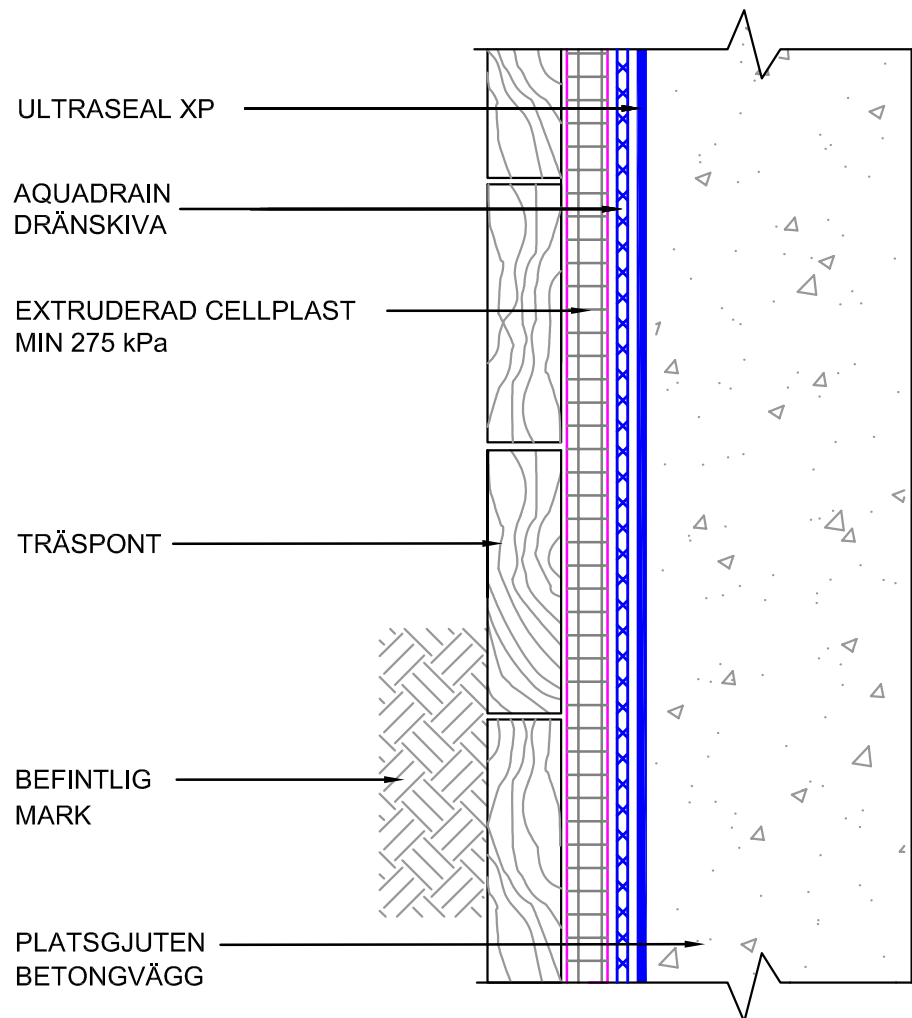 ULTRASEAL XP
AQUADRAIN
DRÄNSKIVA
EXTRUDERAD CELLPLAST
MIN 275 kPa
TRÄSPONT
BEFINTLIG
MARK
PLATSGJUTEN
BETONGVÄGG